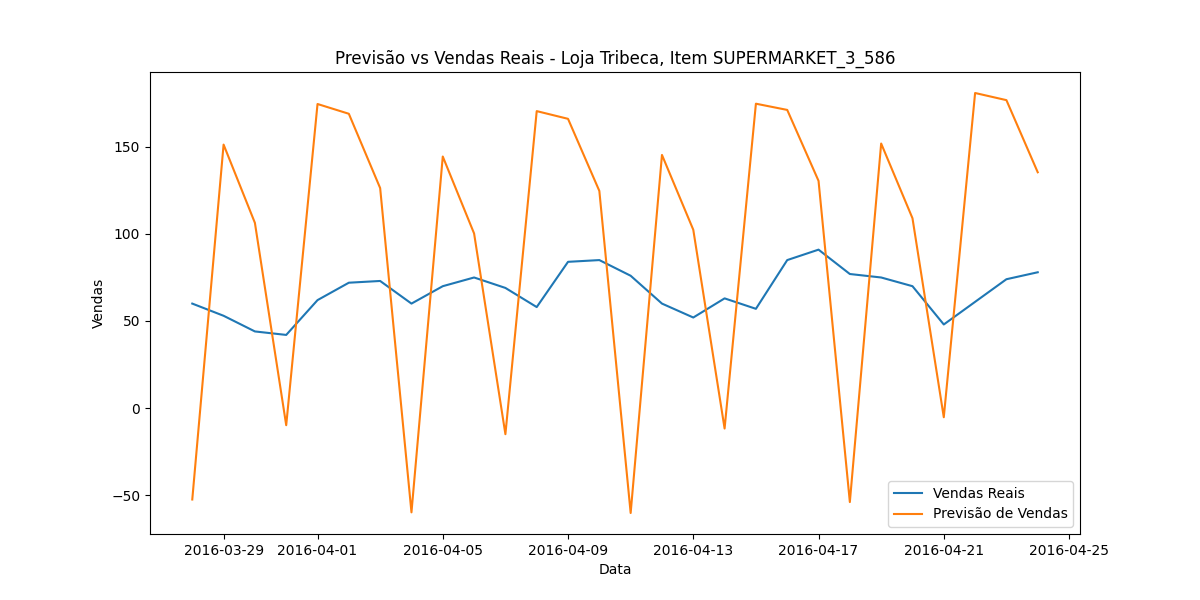 Previsão vs Vendas Reais - Loja Tribeca, Item SUPERMARKET_3_586
Vendas
150
100
50
0
−50
Vendas Reais
Previsão de Vendas
2016-03-29 2016-04-01 2016-04-05 2016-04-09 2016-04-13 2016-04-17 2016-04-21 2016-04-25
Data